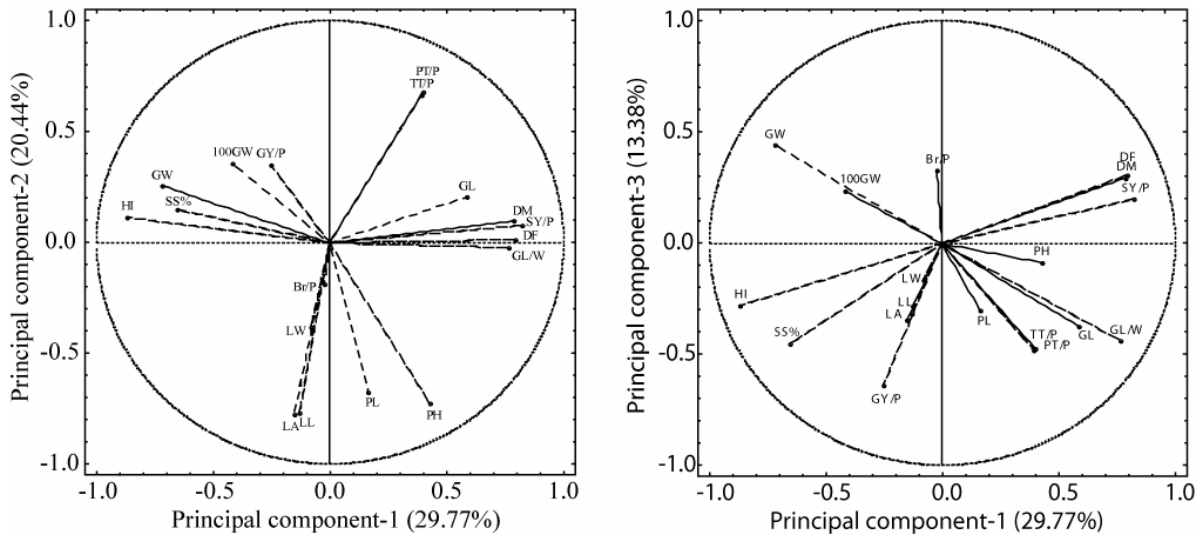 1.0
0.5
0.0
-0.5
-1.0
Principal component-2 (20.44%)
PT/P
TT/P
100GW
GY/P
GW
SS%
HI
GL
DM
SY/P
DF
GL/W
Br/P
LW
PL
PH
LA
LL
-1.0 -0.5 0.0 0.5 1.0
Principal component-1 (29.77%)
1.0
0.5
0.0
-0.5
-1.0
Principal component-3 (13.38%)
GW
Br/P
100GW
DF
DM
SY/P
PH
LW
HI
LL
LA
PL
SS%
TT/P
GL
GL/W
PT/P
GY/P
-1.0 -0.5 0.0 0.5 1.0
Principal component-1 (29.77%)